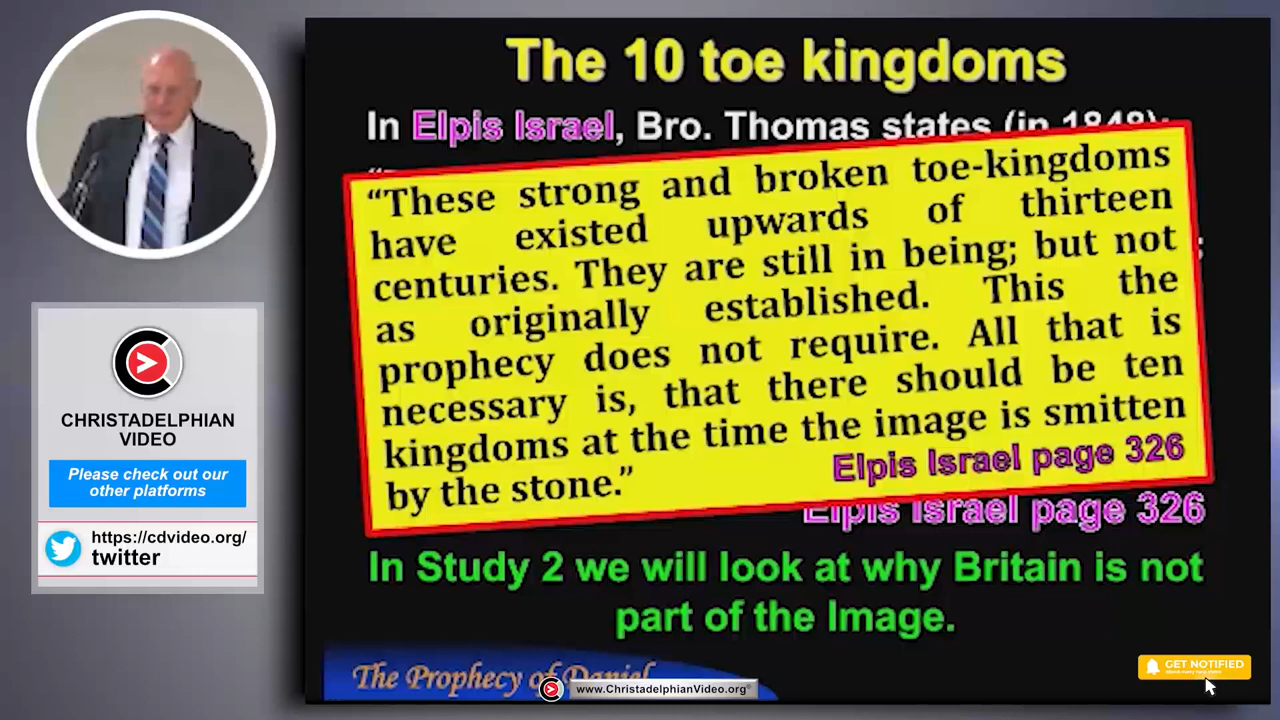 The 10 toe kingdoms
In Elpis Israel, Bro. Thomas states (in 1848):
“These strong and broken toe-kingdoms
have existed upwards of thirteen
centuries. They are still in being; but not
as originally established. This the
prophecy does not require. All that is
necessary is, that there should be ten
kingdoms at the time the image is smitten
by the stone.”
Elpis Israel page 326
Elpis Israel page 326
In Study 2 we will look at why Britain is not
part of the Image.
The Prophecy of Daniel
www.ChristadelphianVideo.org
GET NOTIFIED
CHRISTADELPHIAN
VIDEO
Please check out our
other platforms
https://cdvideo.org/
twitter